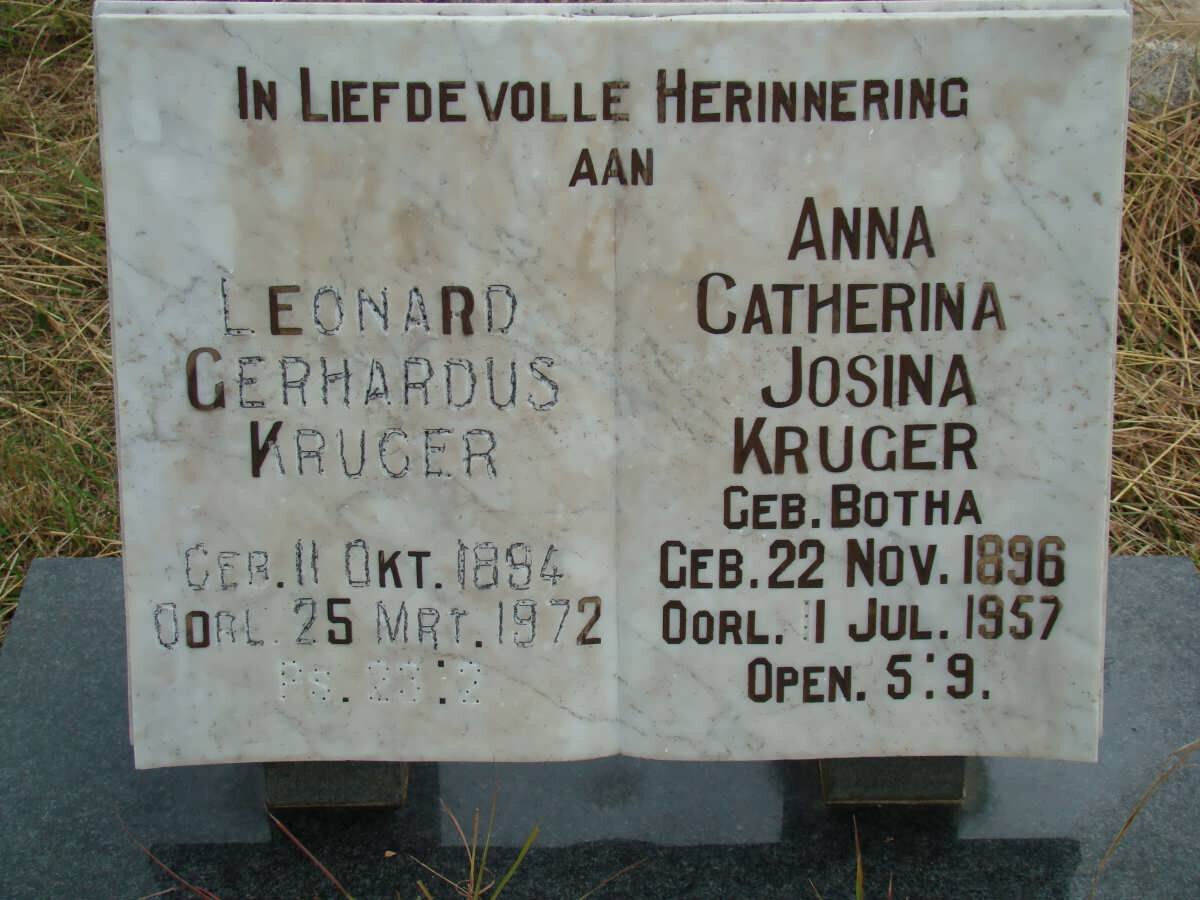 IN LIEFDEVOLLE HERINNERING
AAN
LEONARD
GERHARDUS
KRUGER
GEB. 11 OKT. 1894
OORL. 25 MRT. 1972
PS. 23:2
ANNA
CATHERINA
JOSINA
KRUGER
GEB. BOTHA
GEB. 22 NOV. 1896
OORL. 11 JUL. 1957
OPEN. 5:9.